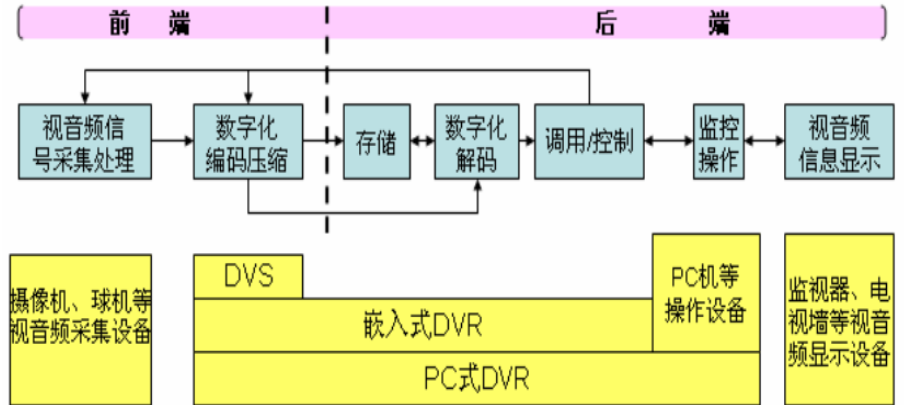 前 端
后 端
视音频信
号采集处理
数字化
编码压缩
存储
数字化
解码
调用/控制
监控
操作
视音频
信息显示
摄像机、球机等
视音频采集设备
DVS
嵌入式DVR
PC式DVR
PC机等
操作设备
监视器、电
视墙等视音
频显示设备